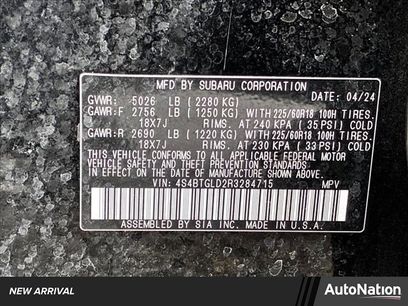 MFD BY SUBARU CORPORATION
DATE: 04/24
GVWR: 5026 LB (2280 KG)
GAWR:F 2756 LB (1250 KG) WITH 225/60R18 100H TIRES,
18X7J RIMS, AT 240 KPA (35 PSI) COLD
GAWR:R 2690 LB (1220 KG) WITH 225/60R18 100H TIRES,
18X7J RIMS, AT 230 KPA (33 PSI) COLD
THIS VEHICLE CONFORMS TO ALL APPLICABLE FEDERAL MOTOR
VEHICLE SAFETY AND THEFT PREVENTION STANDARDS
IN EFFECT ON THE DATE OF MANUFACTURE SHOWN ABOVE.
VIN: 4S4BTGLD2R3284715 MPV
ASSEMBLED BY SIA INC. MADE IN U.S.A.
NEW ARRIVAL
AutoNation